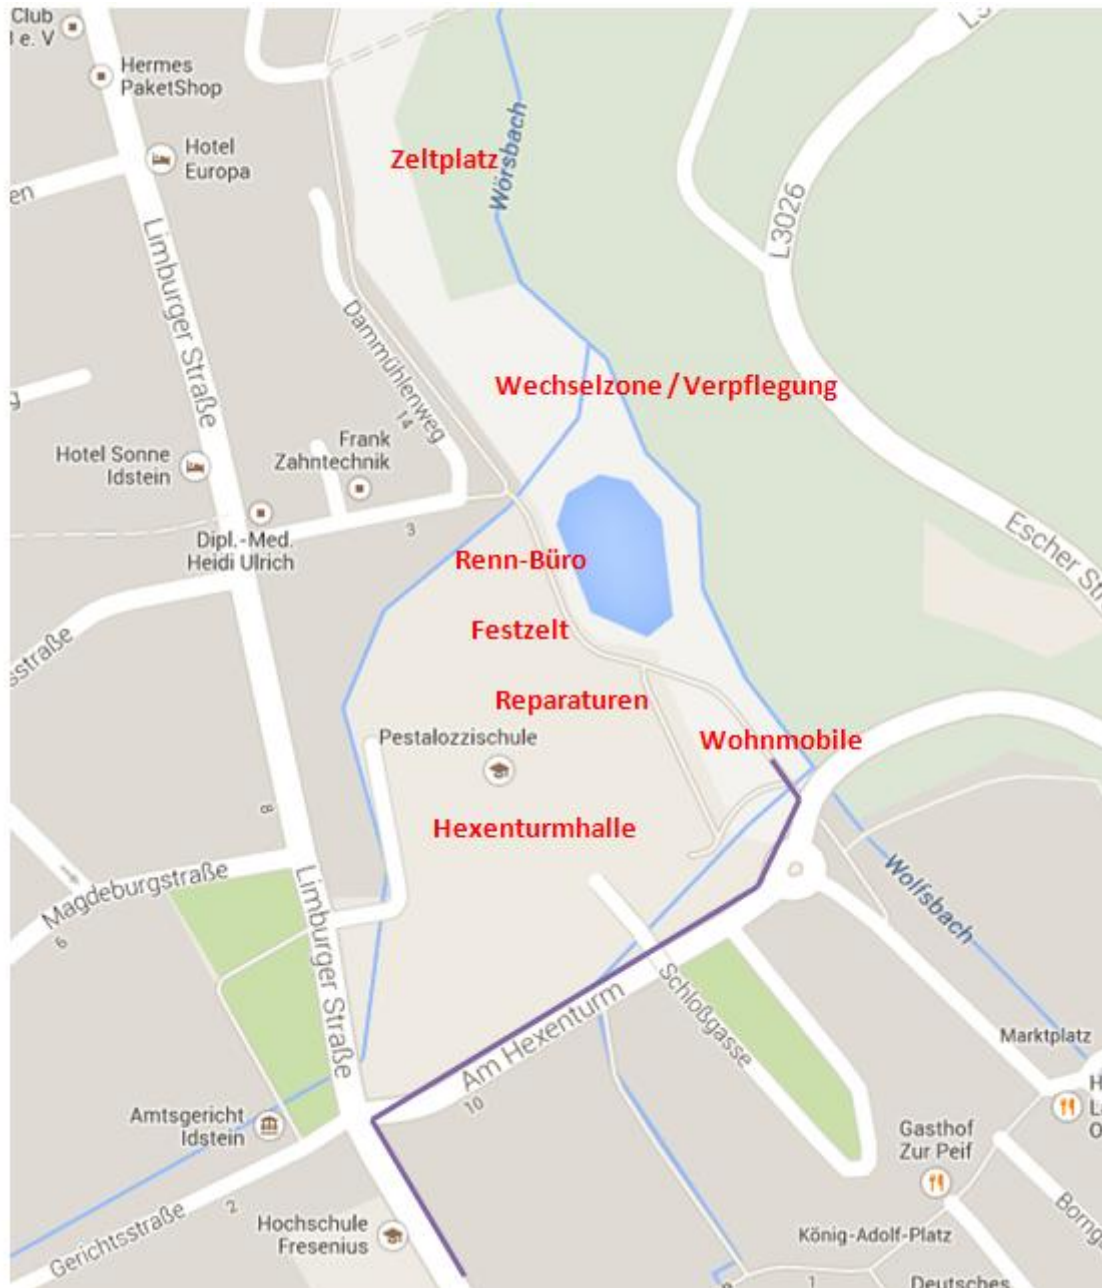 Club
e. V
Hermes
PaketShop
Hotel
Europa
Zeltplatz
Wörsbach
L3026
Limburger Straße
Dammühlenweg
14
Wechselzone / Verpflegung
Hotel Sonne
Idstein
Frank
Zahntechnik
3
Dipl.-Med.
Heidi Ulrich
Escher Str
Renn-Büro
Festzelt
Reparaturen
Pestalozzischule
Wohnmobile
Hexenturmhalle
8
Magdeburgstraße
6
Limburger Straße
Wolfsbach
Schloßgasse
Am Hexenturm
10
Marktplatz
Amtsgericht
Idstein
Gasthof
Zur Peif
Gerichtsstraße
2
Hochschule
Fresenius
König-Adolf-Platz
1
Deutsches